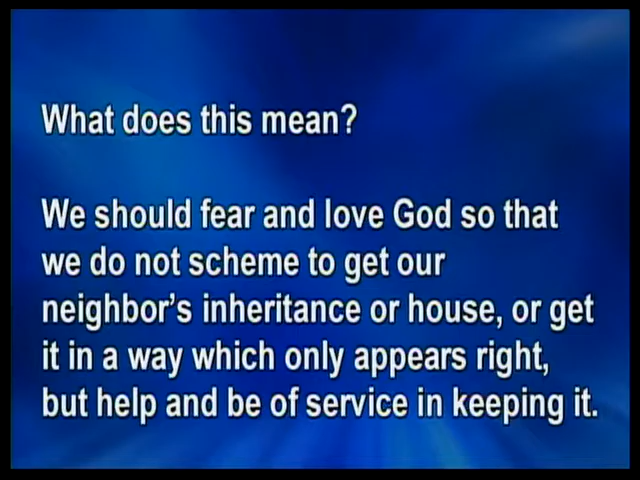 What does this mean?
We should fear and love God so that
we do not scheme to get our
neighbor's inheritance or house, or get
it in a way which only appears right,
but help and be of service in keeping it.